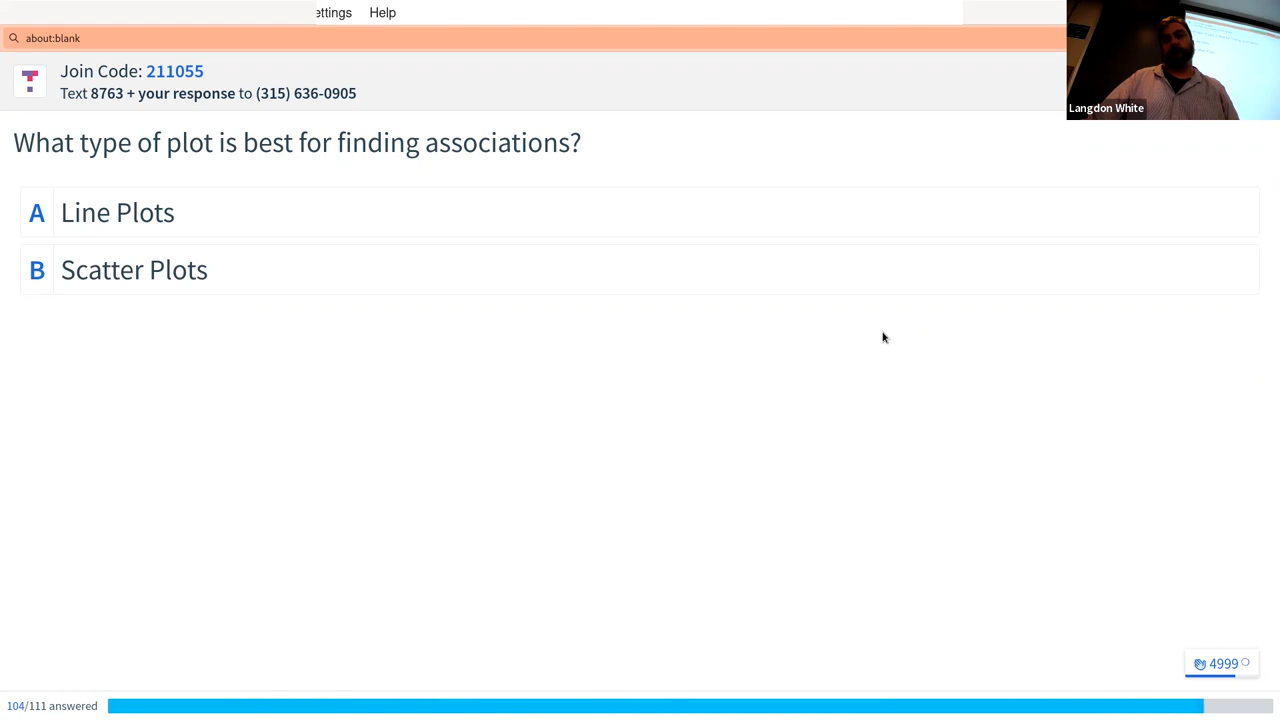 ettings Help
about:blank
Join Code: 211055
Text 8763 + your response to (315) 636-0905
Langdon White
What type of plot is best for finding associations?
A Line Plots
B Scatter Plots
4999
104/111 answered